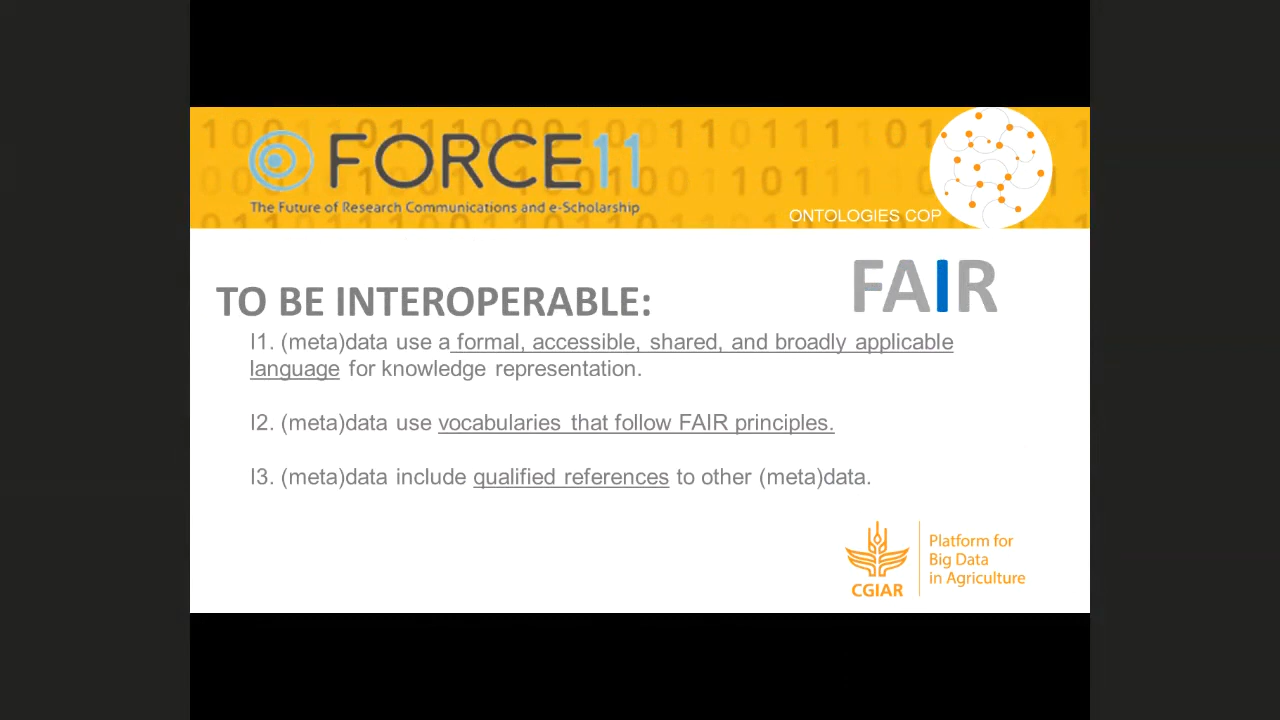 FORCE11
The Future of Research Communications and e-Scholarship
ONTOLOGIES COP
FAIR
TO BE INTEROPERABLE:
I1. (meta)data use a formal, accessible, shared, and broadly applicable
language for knowledge representation.
I2. (meta)data use vocabularies that follow FAIR principles.
I3. (meta)data include qualified references to other (meta)data.
CGIAR
Platform for
Big Data
in Agriculture